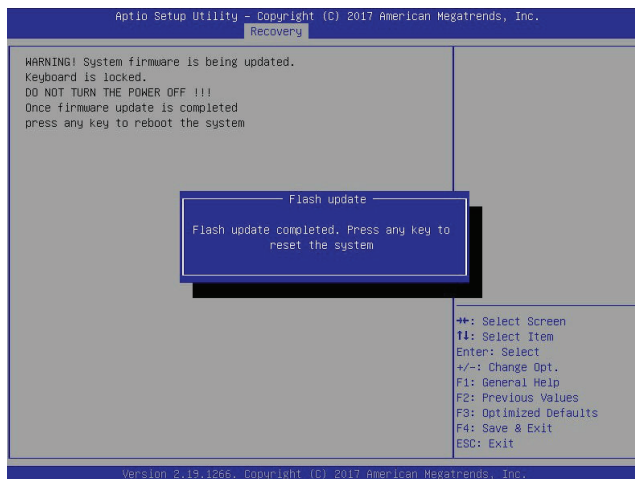 Aptio Setup Utility – Copyright (C) 2017 American Megatrends, Inc.
Recovery
WARNING! System firmware is being updated.
Keyboard is locked.
DO NOT TURN THE POWER OFF !!!
Once firmware update is completed
press any key to reboot the system
Flash update
Flash update completed. Press any key to
reset the system
→←: Select Screen
↑↓: Select Item
Enter: Select
+/-: Change Opt.
F1: General Help
F2: Previous Values
F3: Optimized Defaults
F4: Save & Exit
ESC: Exit
Version 2.19.1266. Copyright (C) 2017 American Megatrends, Inc.